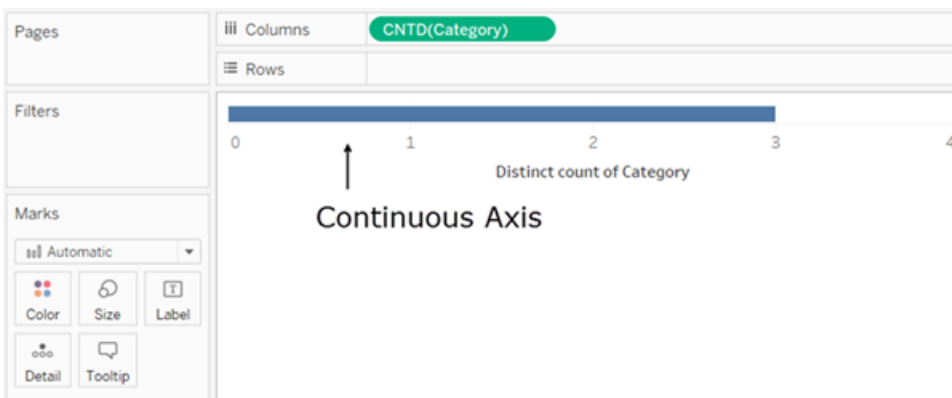 Pages
Columns
CNTD(Category)
Rows
Filters
0 1 2 3 4
Distinct count of Category
Continuous Axis
Marks
Automatic
Color Size Label
T
Detail Tooltip